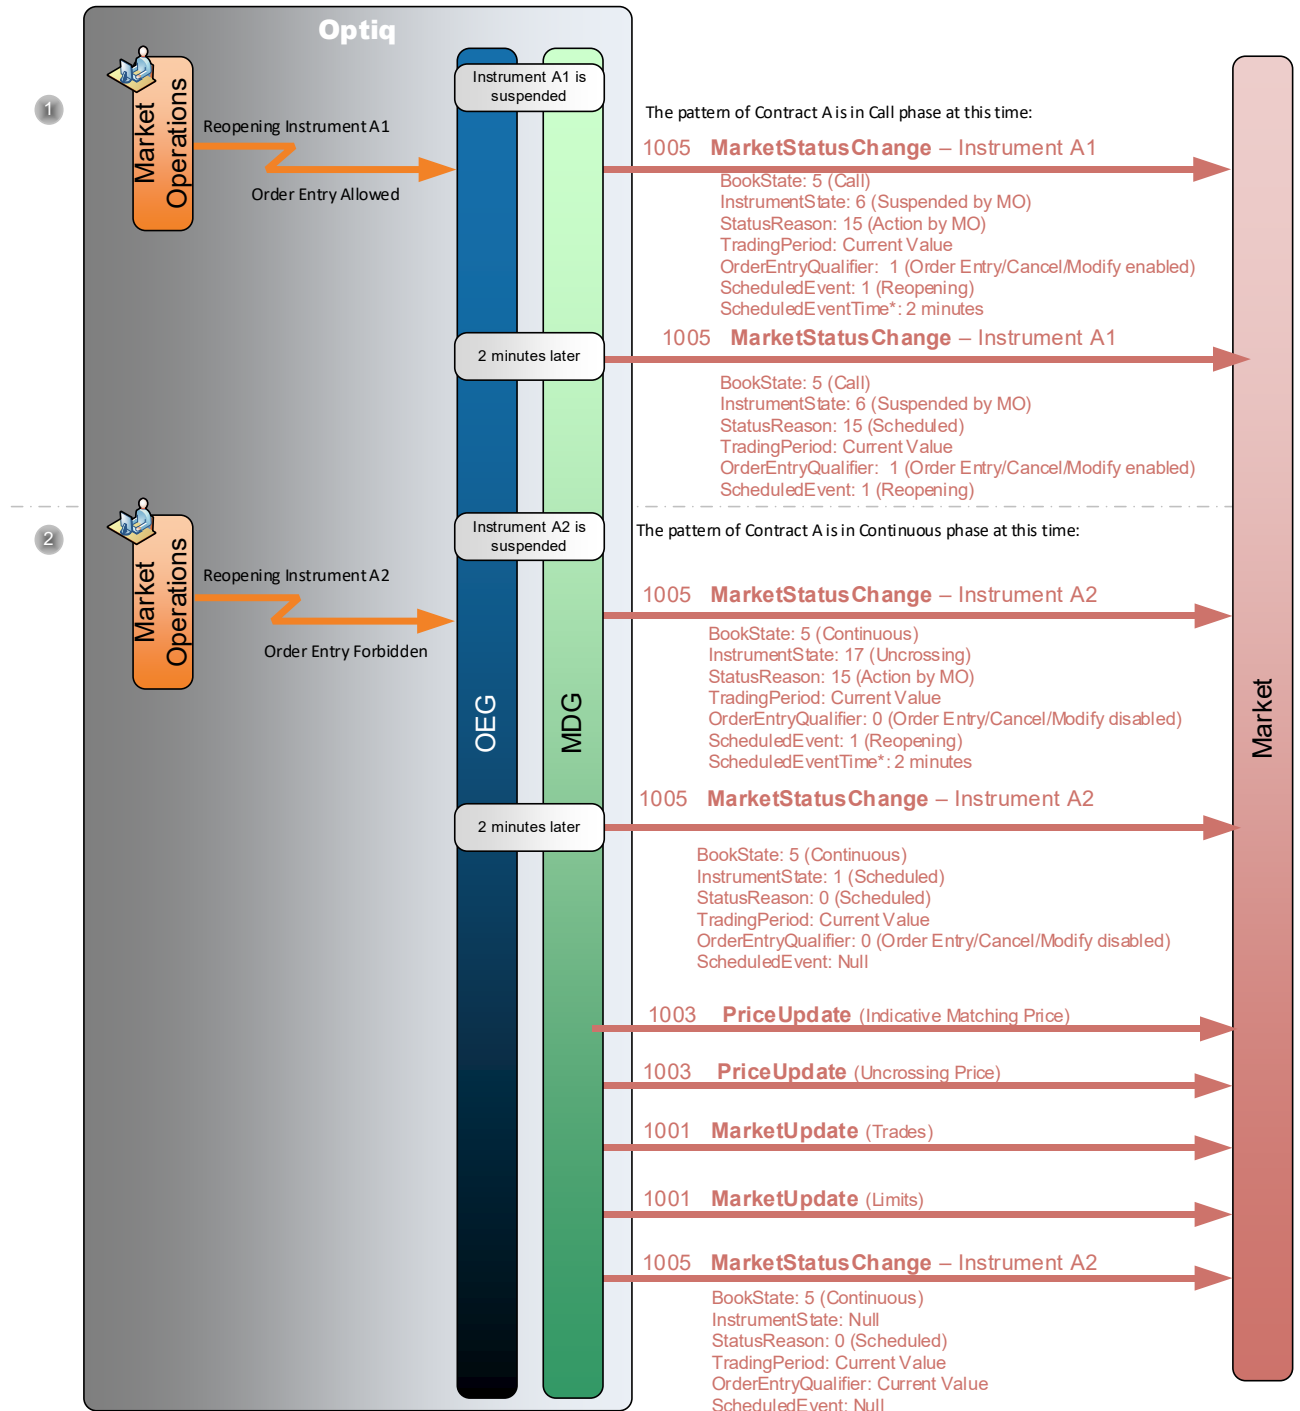 Optiq
Instrument A1 is
suspended
1
Market
Operations
Reopening Instrument A1
Order Entry Allowed
The pattern of Contract A is in Call phase at this time:
1005 MarketStatusChange – Instrument A1
BookState: 5 (Call)
InstrumentState: 6 (Suspended by MO)
StatusReason: 15 (Action by MO)
TradingPeriod: Current Value
OrderEntryQualifier: 1 (Order Entry/Cancel/Modify enabled)
ScheduledEvent: 1 (Reopening)
ScheduledEventTime*: 2 minutes
2 minutes later
1005 MarketStatusChange – Instrument A1
BookState: 5 (Call)
InstrumentState: 6 (Suspended by MO)
StatusReason: 15 (Scheduled)
TradingPeriod: Current Value
OrderEntryQualifier: 1 (Order Entry/Cancel/Modify enabled)
ScheduledEvent: 1 (Reopening)
2
Market
Operations
Instrument A2 is
suspended
Reopening Instrument A2
Order Entry Forbidden
The pattern of Contract A is in Continuous phase at this time:
1005 MarketStatusChange – Instrument A2
BookState: 5 (Continuous)
InstrumentState: 17 (Uncrossing)
StatusReason: 15 (Action by MO)
TradingPeriod: Current Value
OrderEntryQualifier: 0 (Order Entry/Cancel/Modify disabled)
ScheduledEvent: 1 (Reopening)
ScheduledEventTime*: 2 minutes
OEG
MDG
Market
2 minutes later
1005 MarketStatusChange – Instrument A2
BookState: 5 (Continuous)
InstrumentState: 1 (Scheduled)
StatusReason: 0 (Scheduled)
TradingPeriod: Current Value
OrderEntryQualifier: 0 (Order Entry/Cancel/Modify disabled)
ScheduledEvent: Null
1003 PriceUpdate (Indicative Matching Price)
1003 PriceUpdate (Uncrossing Price)
1001 MarketUpdate (Trades)
1001 MarketUpdate (Limits)
1005 MarketStatusChange – Instrument A2
BookState: 5 (Continuous)
InstrumentState: Null
StatusReason: 0 (Scheduled)
TradingPeriod: Current Value
OrderEntryQualifier: Current Value
ScheduledEvent: Null